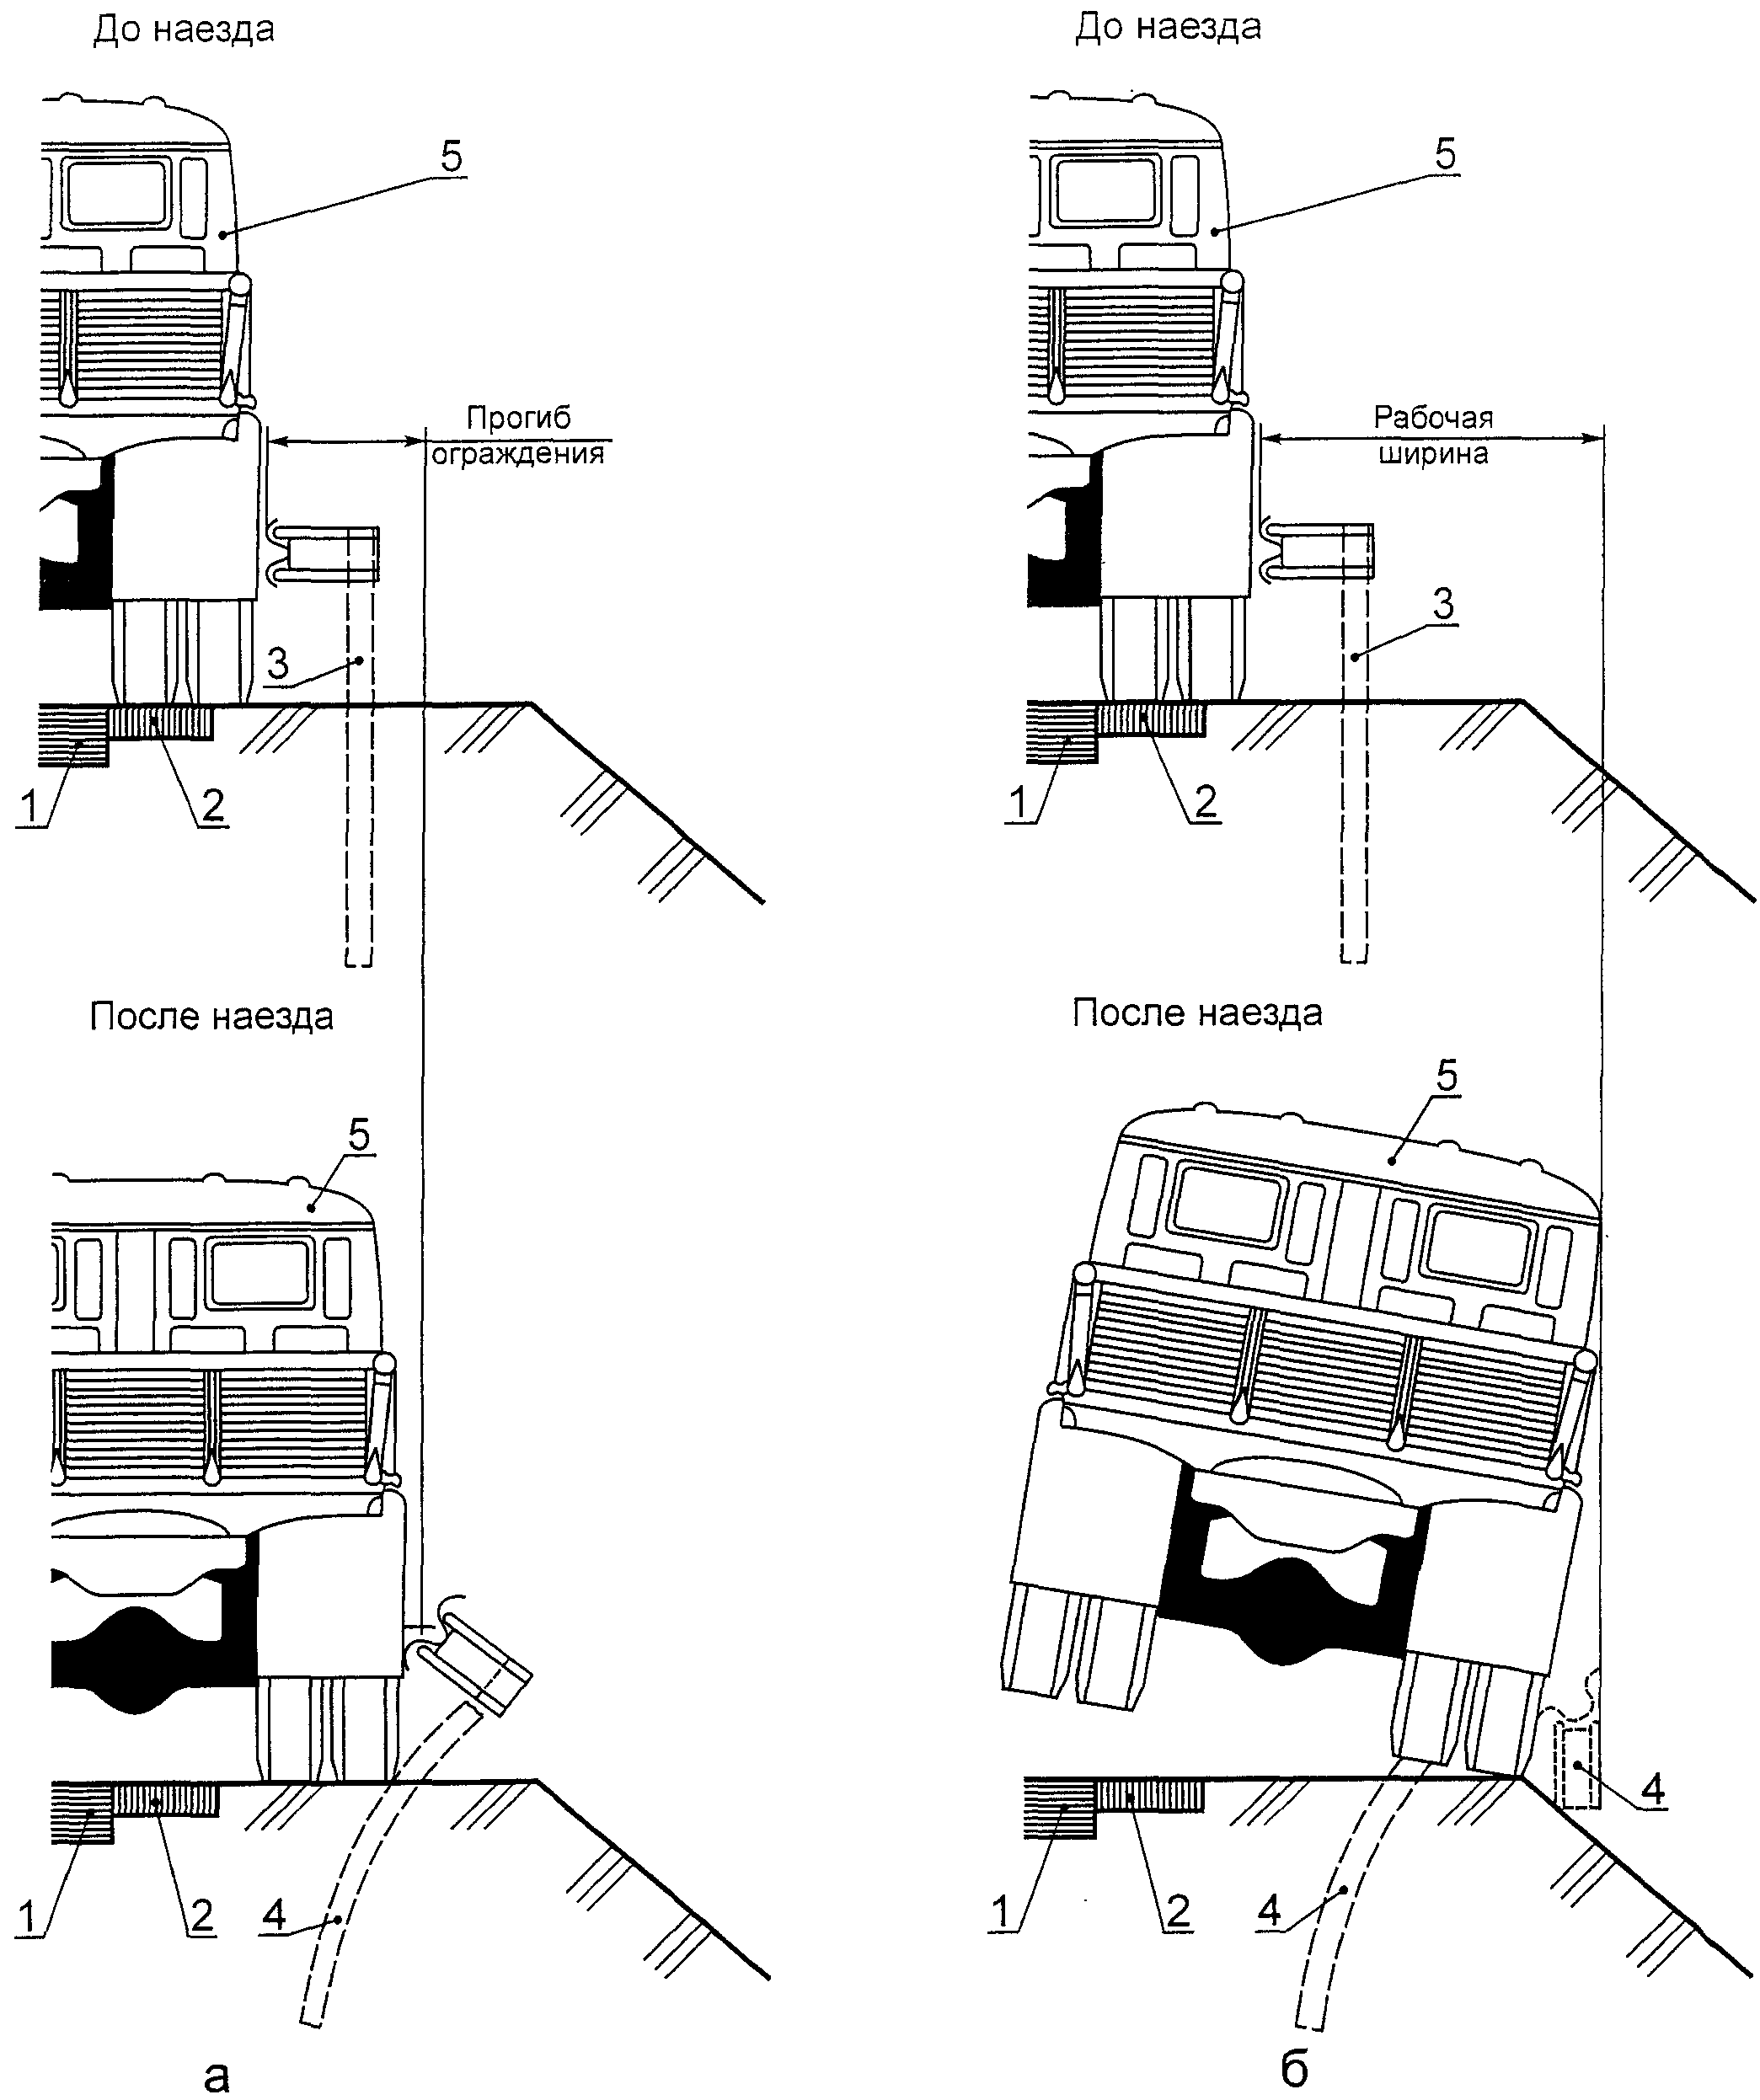 До наезда
5
Прогиб
ограждения
3
1
2
После наезда
5
1
2
4
а
До наезда
5
Рабочая
ширина
3
1
2
После наезда
5
4
1
2
4
б